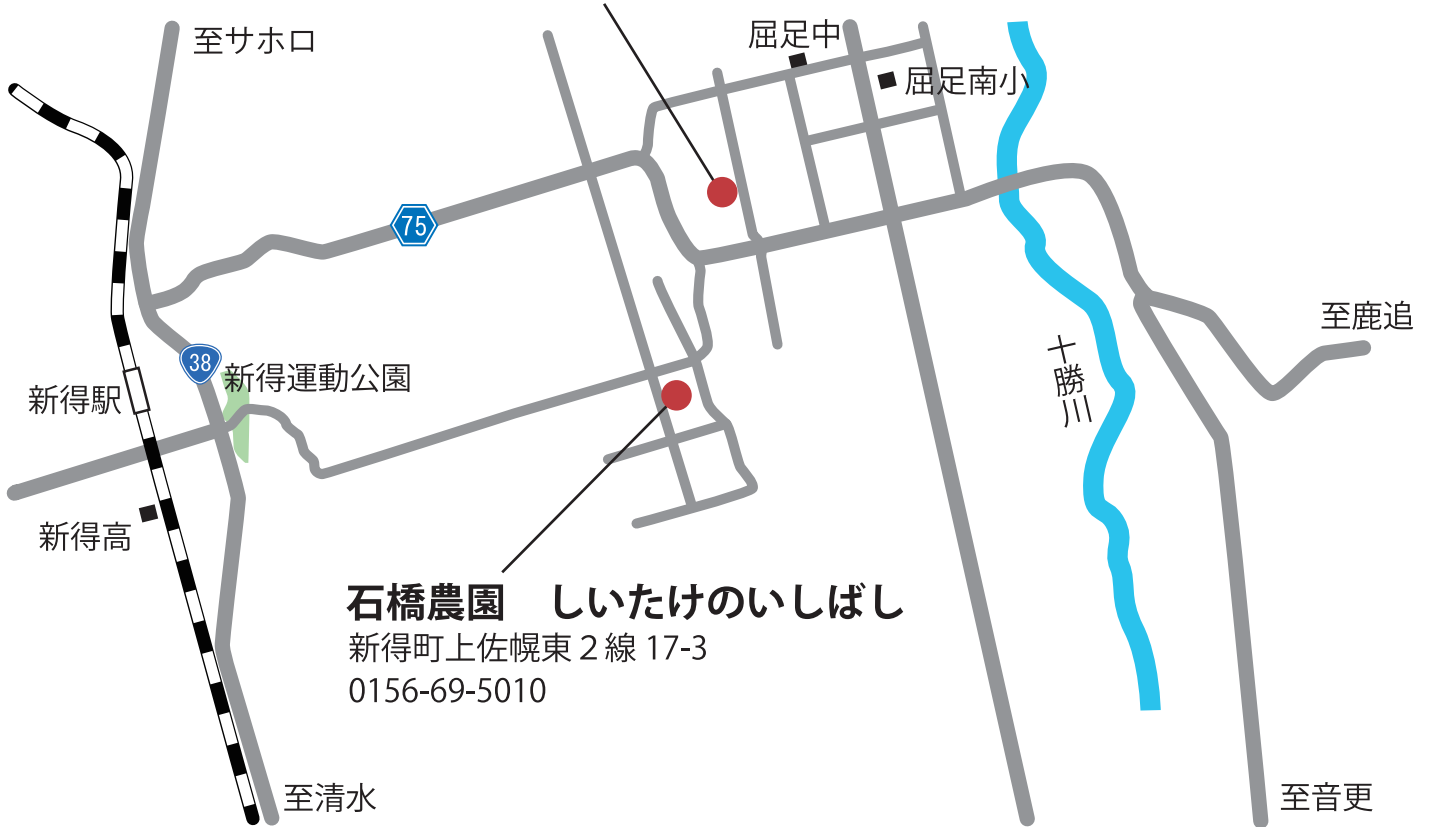 至サホロ
屈足中
屈足南小
75
至鹿追
38
新得運動公園
十勝川
新得駅
新得高
石橋農園　しいたけのいしばし
新得町上佐幌東２線 17-3
0156-69-5010
至清水
至音更